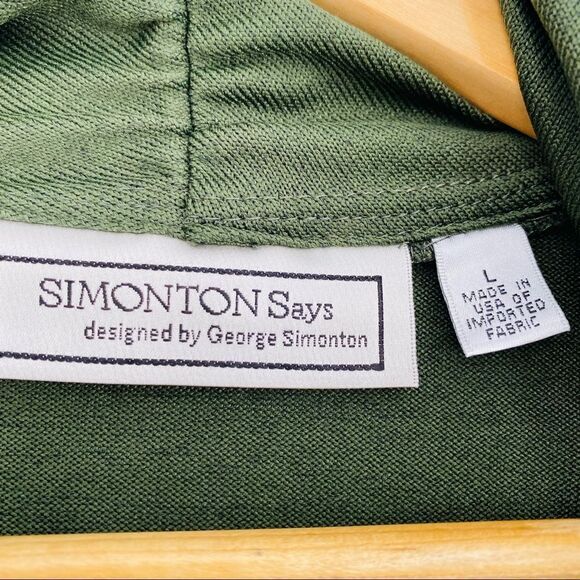 SIMONTON Says
designed by George Simonton
L
MADE IN
USA OF
IMPORTED
FABRIC